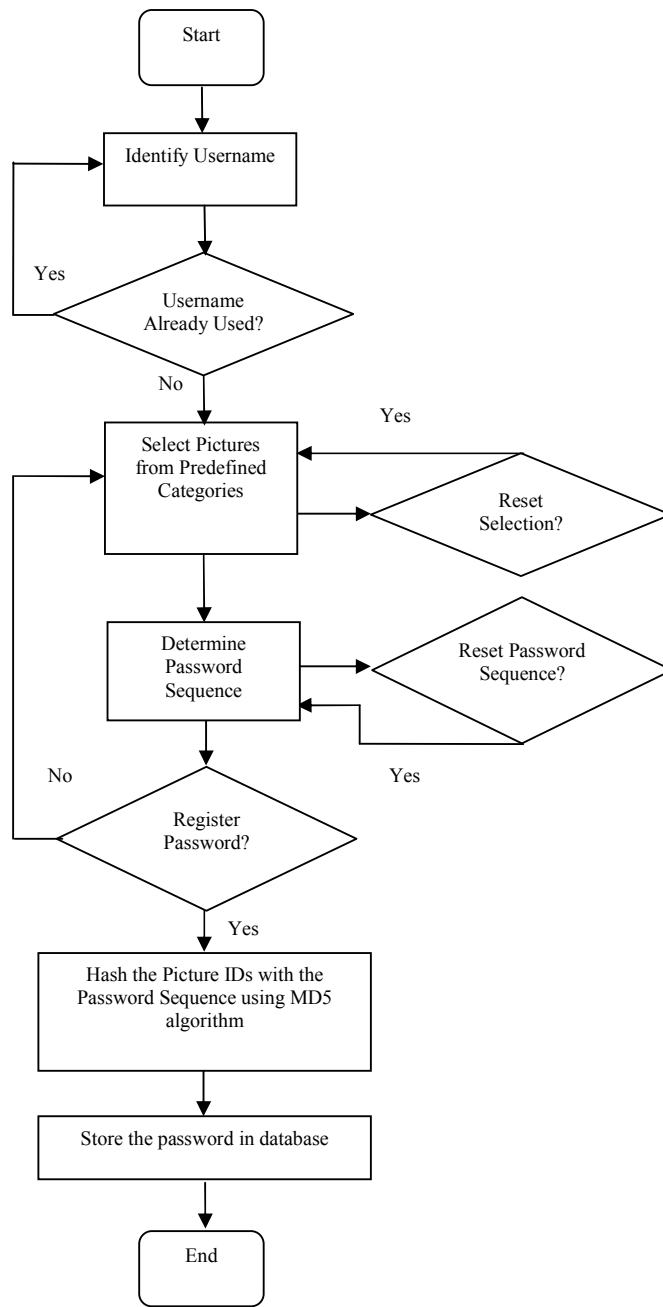 Start
Identify Username
Yes
Username
Already Used?
No
Yes
Select Pictures
from Predefined
Categories
Reset
Selection?
Determine
Password
Sequence
Reset Password
Sequence?
No
Yes
Register
Password?
Yes
Hash the Picture IDs with the
Password Sequence using MD5
algorithm
Store the password in database
End